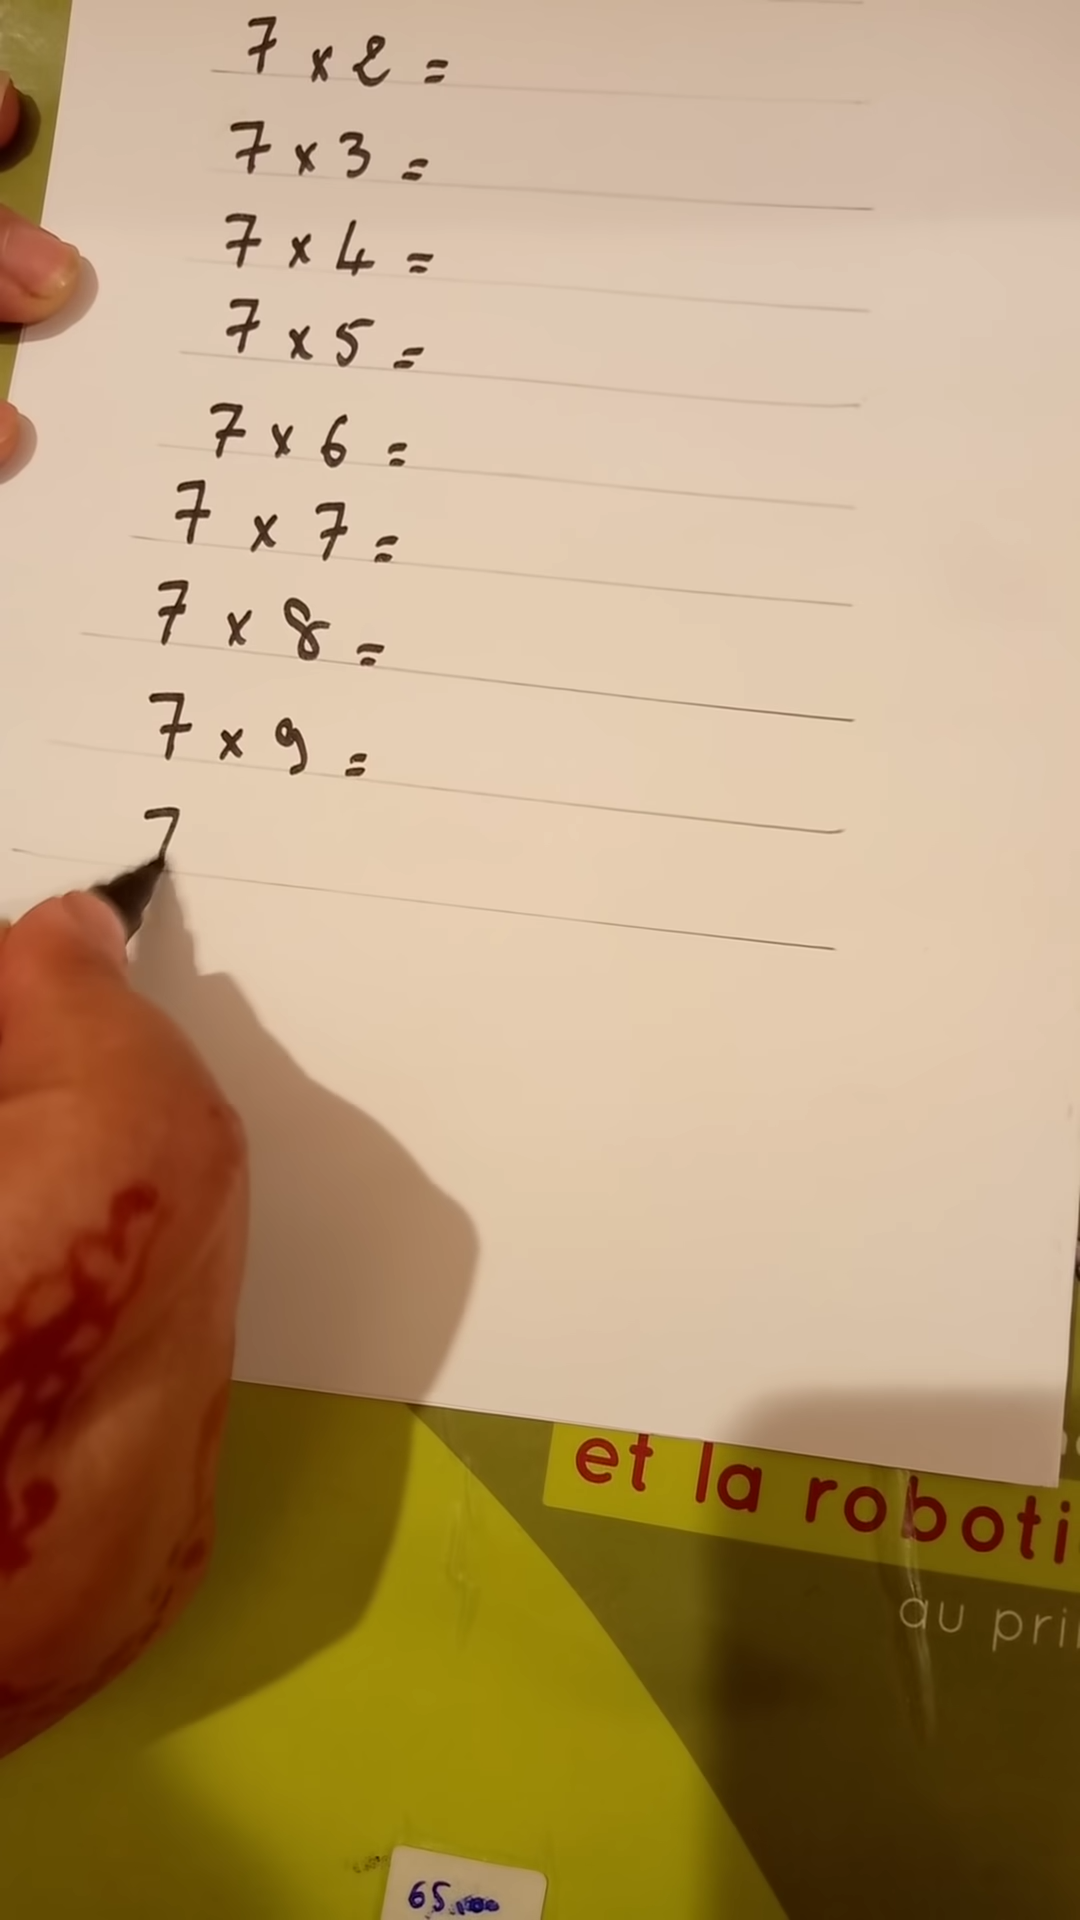 7 × 2 =
7 × 3 =
7 × 4 =
7 × 5 =
7 × 6 =
7 × 7 =
7 × 8 =
7 × 9 =
7
et la roboti
au pri
65